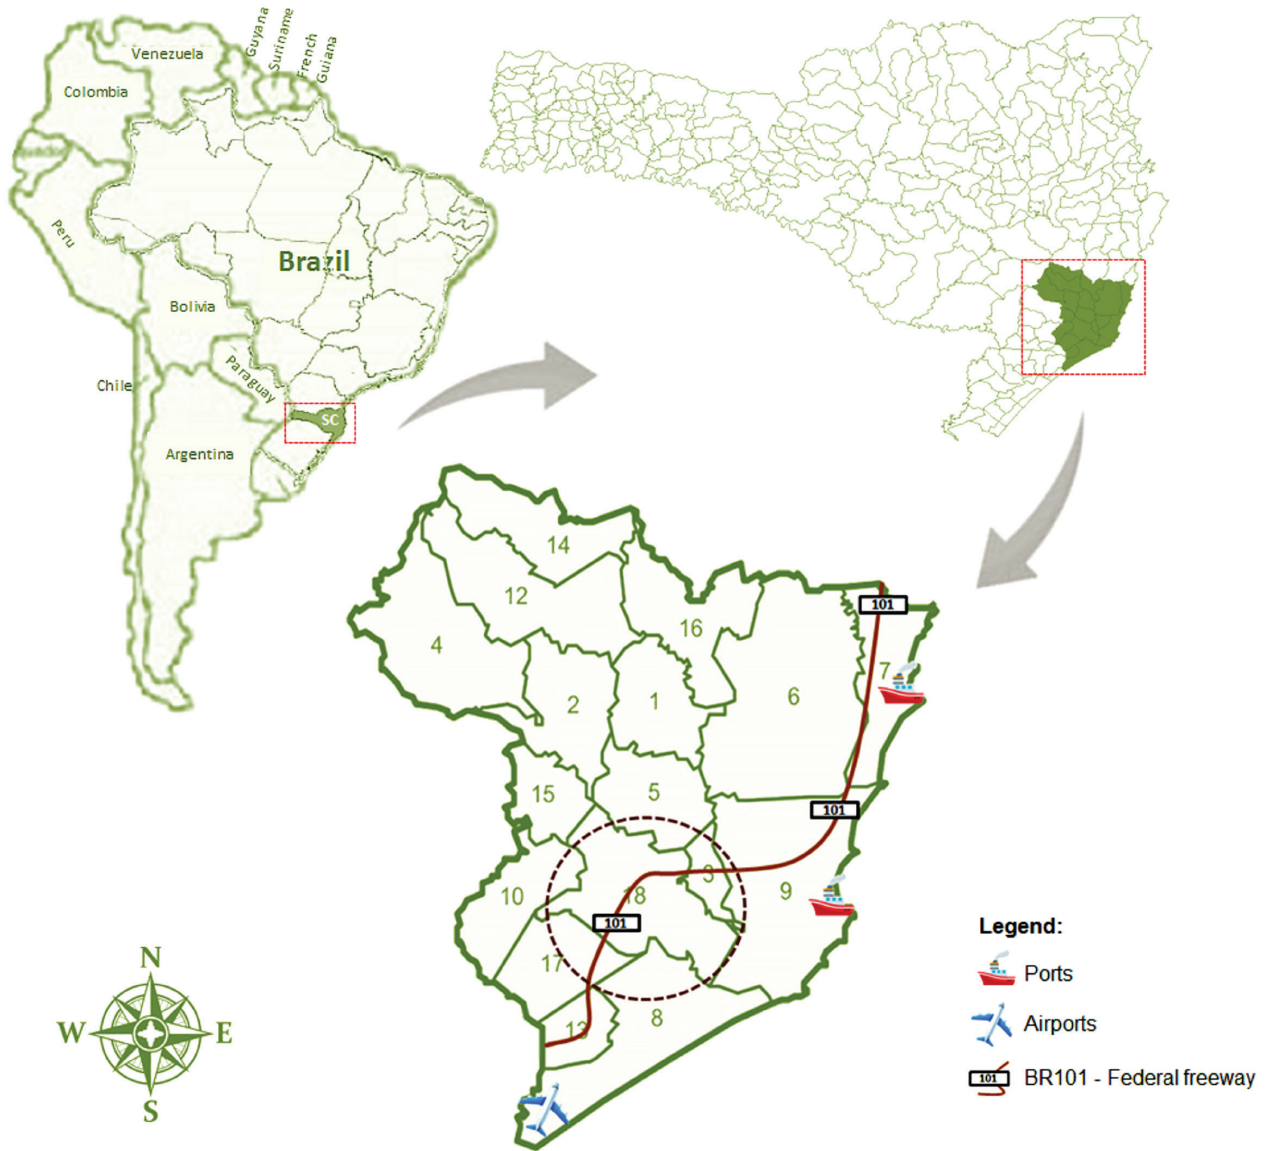 Guyana
Suriname
French
Guiana
Venezuela
Colombia
Peru
Brazil
Bolivia
Paraguay
Chile
SC
Argentina
14
12
16
4
101
7
2
1
6
15
5
101
3
9
10
18
101
17
8
13
N
W
E
S
Legend:
Ports
Airports
101
BR101 - Federal freeway